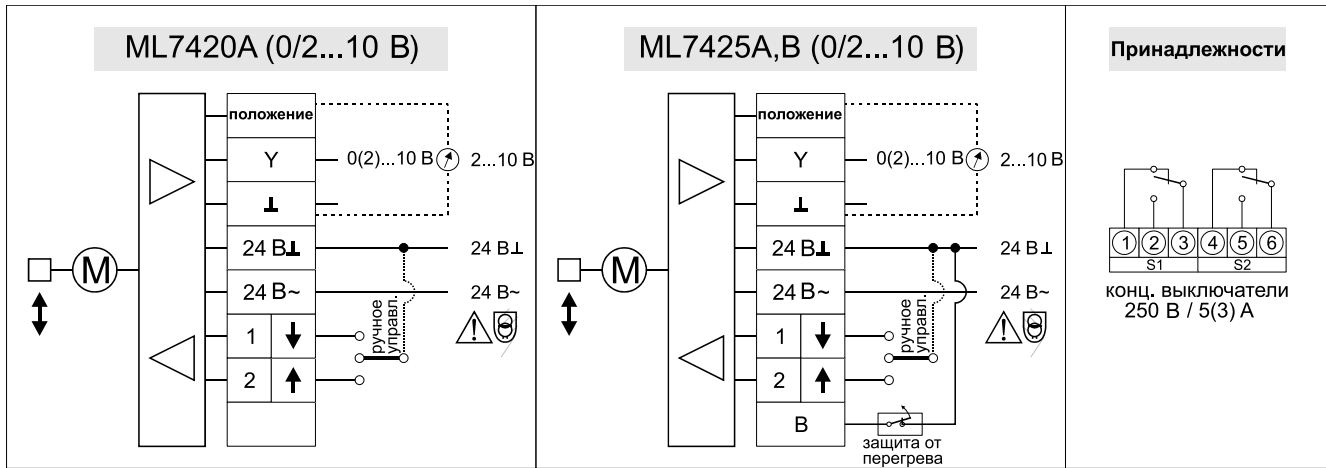 ML7420A (0/2...10 В)
положение
Y
0(2)...10 В
2...10 В
⊥
24 В⊥
24 В⊥
24 В~
24 В~
1
2
ручное
управл.
M
ML7425A,B (0/2...10 В)
положение
Y
0(2)...10 В
2...10 В
⊥
24 В⊥
24 В⊥
24 В~
24 В~
1
2
B
ручное
управл.
M
защита от
перегрева
Принадлежности
1 2 3 4 5 6
S1 S2
конц. выключатели
250 В / 5(3) А